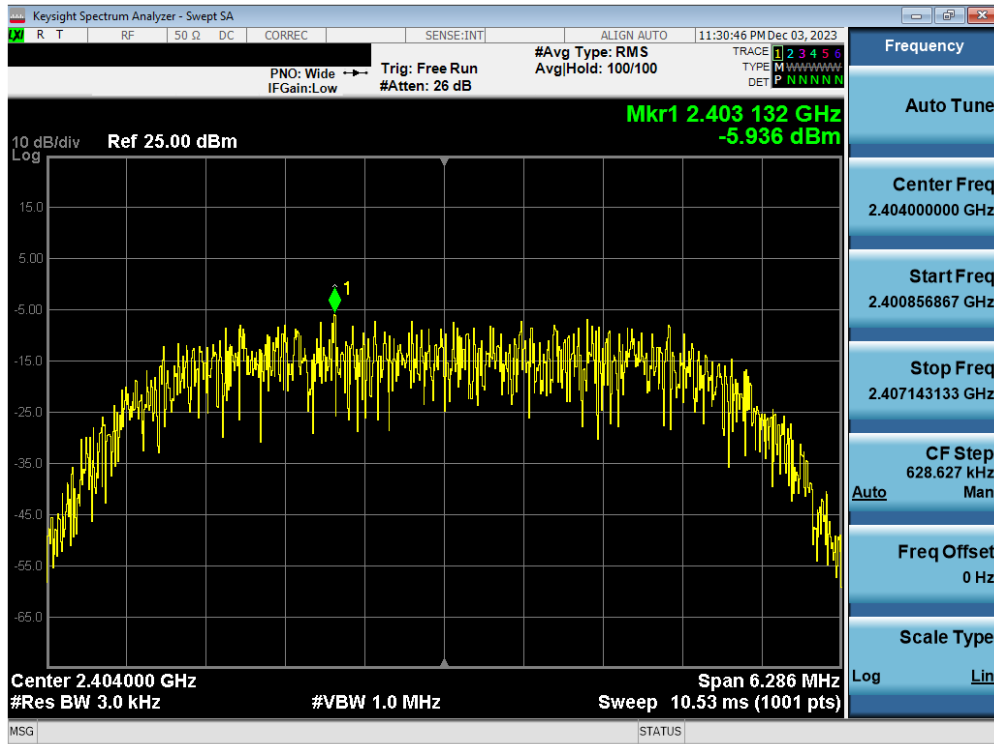 Keysight Spectrum Analyzer - Swept SA
LXI R T RF 50 Ω DC CORREC SENSE:INT ALIGN AUTO 11:30:46 PM Dec 03, 2023
PNO: Wide
IFGain:Low
Trig: Free Run
#Atten: 26 dB
#Avg Type: RMS
Avg|Hold: 100/100
TRACE 1 2 3 4 5 6
TYPE M WWWWW
DET P N N N N N
Mkr1 2.403 132 GHz
-5.936 dBm
10 dB/div Ref 25.00 dBm
Log
15.0
5.00
1
-5.00
-15.0
-25.0
-35.0
-45.0
-55.0
-65.0
Center 2.404000 GHz Span 6.286 MHz
#Res BW 3.0 kHz #VBW 1.0 MHz Sweep 10.53 ms (1001 pts)
MSG STATUS
Frequency
Auto Tune
Center Freq
2.404000000 GHz
Start Freq
2.400856867 GHz
Stop Freq
2.407143133 GHz
CF Step
628.627 kHz
Auto Man
Freq Offset
0 Hz
Scale Type
Log Lin